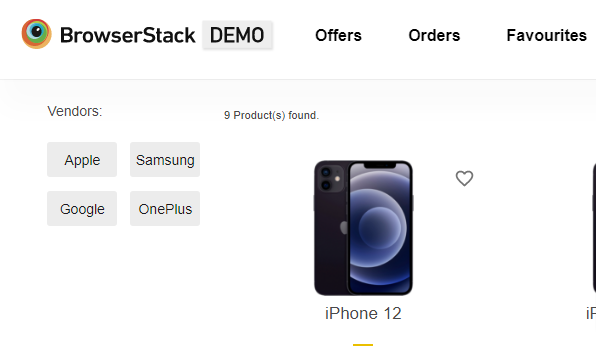 BrowserStack DEMO
Offers
Orders
Favourites
Vendors:
9 Product(s) found.
Apple
Samsung
Google
OnePlus
iPhone 12